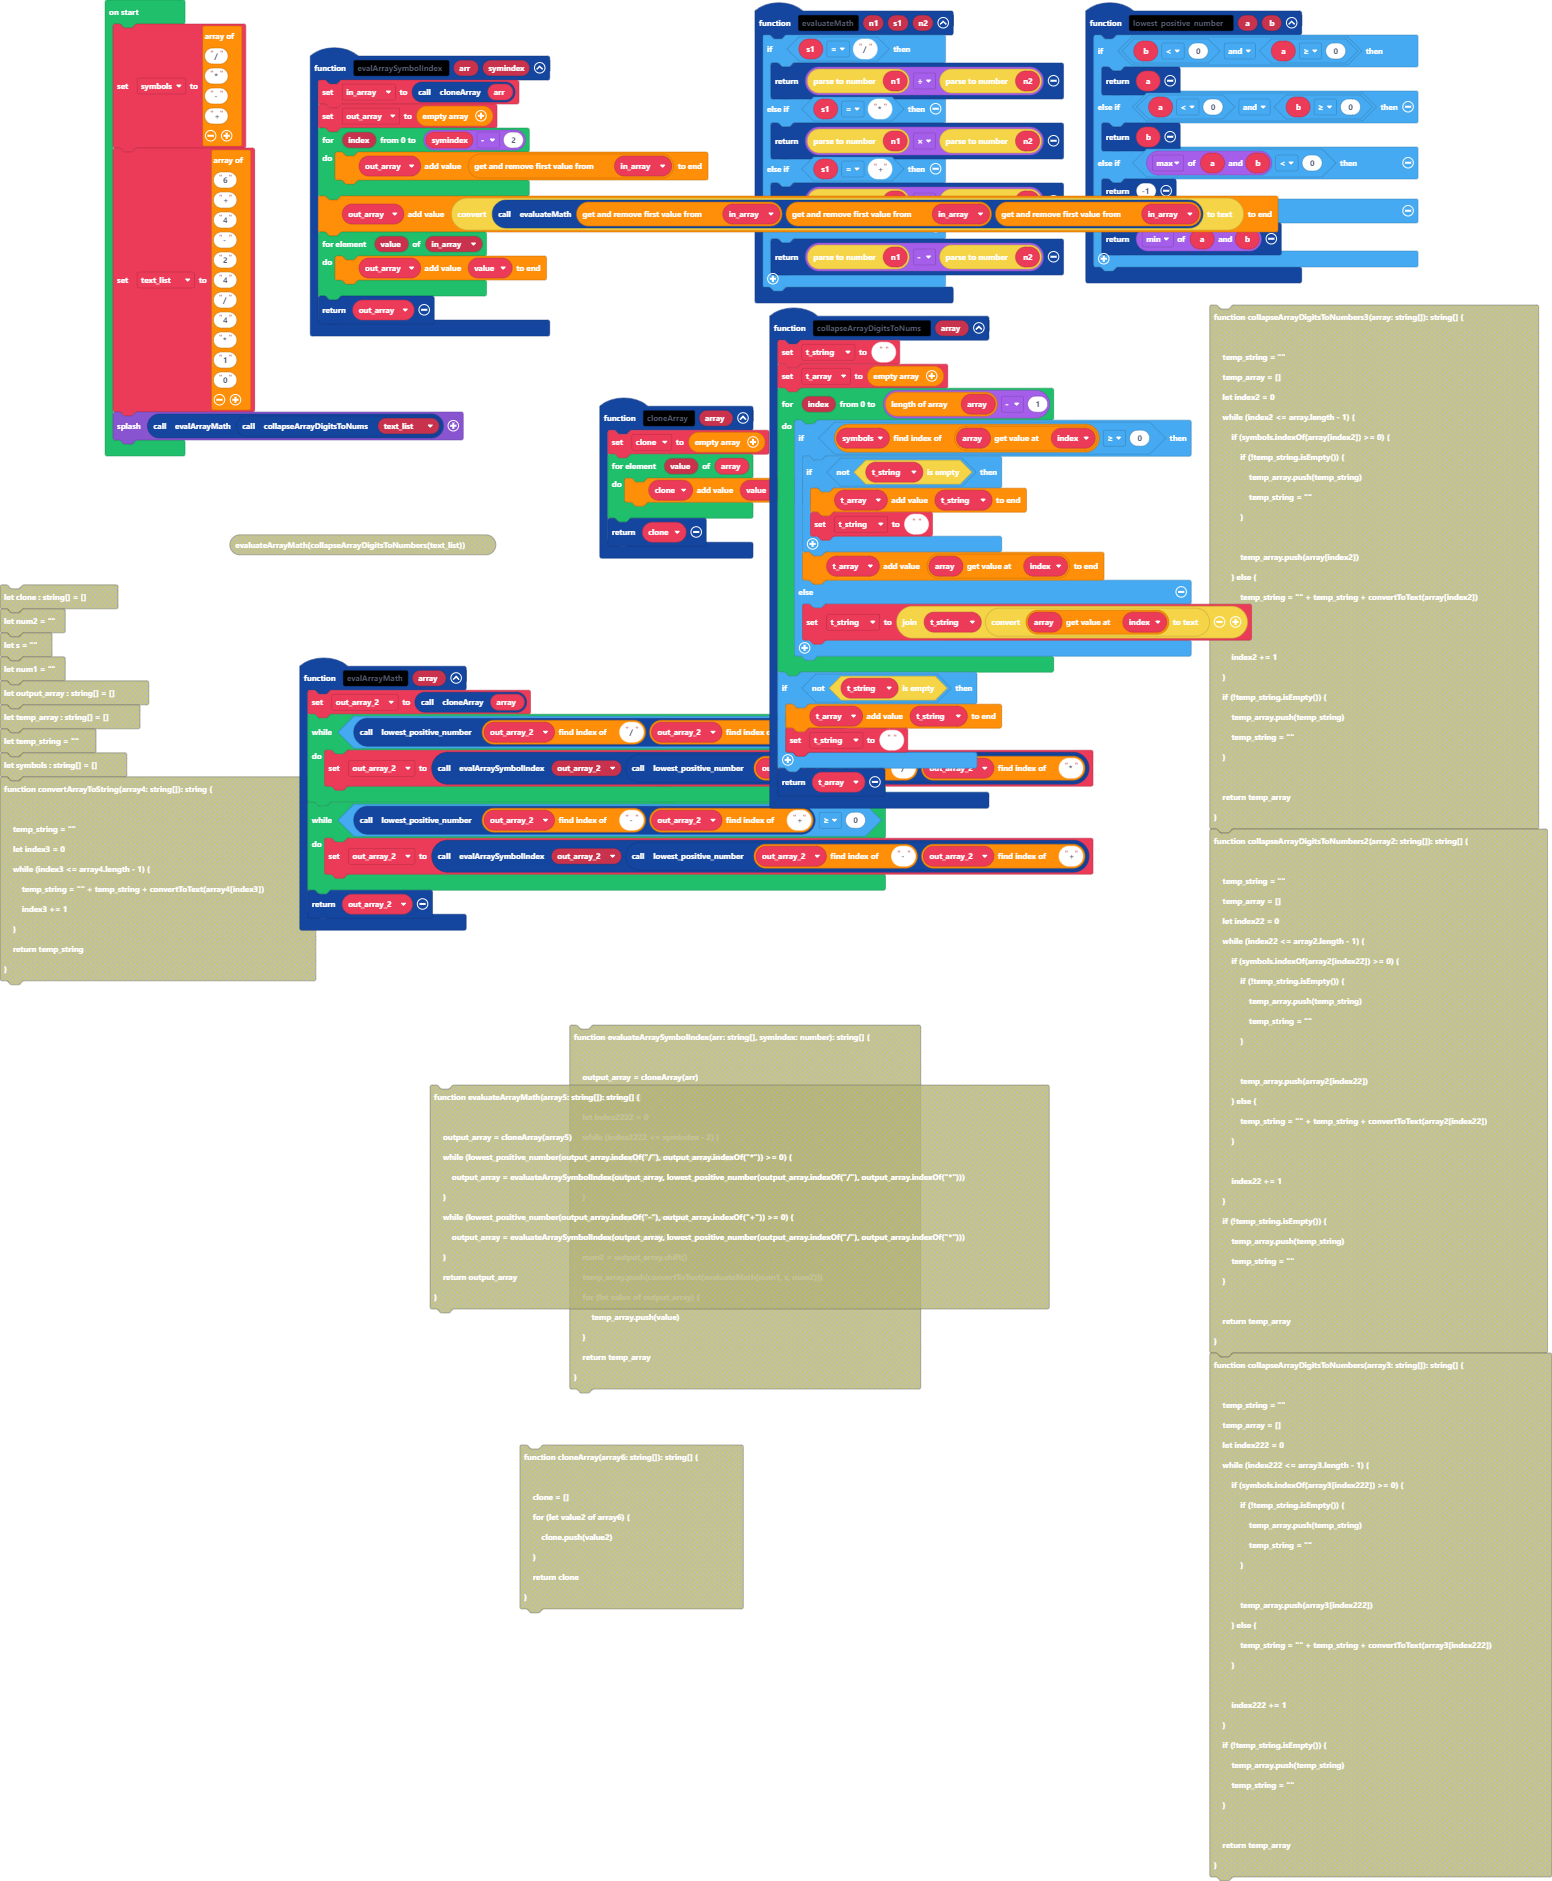 on start
set symbols to
array of
"/"
"*"
"-"
"+"
set text_list to
array of
"6"
"+"
"4"
"-"
"2"
"4"
"/"
"4"
"*"
"1"
"0"
splash call evalArrayMath call collapseArrayDigitsToNums text_list
function evalArraySymbolIndex arr symindex
set in_array to call cloneArray arr
set out_array to empty array
for index from 0 to symindex - 2
do
out_array add value get and remove first value from in_array to end
out_array add value convert call evaluateMath get and remove first value from in_array get and remove first value from in_array get and remove first value from in_array to text to end
for element value of in_array
do
out_array add value value to end
return out_array
function evaluateMath n1 s1 n2
if s1 = "/" then
return parse to number n1 ÷ parse to number n2
else if s1 = "*" then
return parse to number n1 × parse to number n2
else if s1 = "+" then
return parse to number n1 - parse to number n2
function lowest_positive_number a b
if b < 0 and a ≥ 0 then
return a
else if a < 0 and b ≥ 0 then
return b
else if max of a and b < 0 then
return -1
return min of a and b
function cloneArray array
set clone to empty array
for element value of array
do
clone add value value
return clone
function collapseArrayDigitsToNums array
set t_string to ""
set t_array to empty array
for index from 0 to length of array array - 1
do
if symbols find index of array get value at index ≥ 0 then
if not t_string is empty then
t_array add value t_string to end
set t_string to ""
t_array add value array get value at index to end
else
set t_string to join t_string convert array get value at index to text
if not t_string is empty then
t_array add value t_string to end
set t_string to ""
return t_array
function evalArrayMath array
set out_array_2 to call cloneArray array
while call lowest_positive_number out_array_2 find index of "/" out_array_2 find index
do
set out_array_2 to call evalArraySymbolIndex out_array_2 call lowest_positive_number out_array_2 find index of "*"
while call lowest_positive_number out_array_2 find index of "-" out_array_2 find index of "+" ≥ 0
do
set out_array_2 to call evalArraySymbolIndex out_array_2 call lowest_positive_number out_array_2 find index of "-" out_array_2 find index of "+"
return out_array_2
evaluateArrayMath(collapseArrayDigitsToNumbers(text_list))
let clone : string[] = []
let num2 = ""
let s = ""
let num1 = ""
let output_array : string[] = []
let temp_array : string[] = []
let temp_string = ""
let symbols : string[] = []
function convertArrayToString(array4: string[]): string {
temp_string = ""
let index3 = 0
while (index3 <= array4.length - 1) {
temp_string = "" + temp_string + convertToText(array4[index3])
index3 += 1
}
return temp_string
}
function evaluateArraySymbolIndex(arr: string[], symindex: number): string[] {
output_array = cloneArray(arr)
function evaluateArrayMath(array5: string[]): string[] {
let index2222 = 0
output_array = cloneArray(array5)
while (index2222 <= symindex - 2) {
while (lowest_positive_number(output_array.indexOf("/"), output_array.indexOf("*")) >= 0) {
output_array = evaluateArraySymbolIndex(output_array, lowest_positive_number(output_array.indexOf("/"), output_array.indexOf("*")))
}
while (lowest_positive_number(output_array.indexOf("-"), output_array.indexOf("+")) >= 0) {
output_array = evaluateArraySymbolIndex(output_array, lowest_positive_number(output_array.indexOf("/"), output_array.indexOf("*")))
}
num2 = output_array.shift()
return output_array
temp_array.push(convertToText(evaluateMath(num1, s, num2)))
}
for (let value of output_array) {
temp_array.push(value)
}
return temp_array
}
function cloneArray(array6: string[]): string[] {
clone = []
for (let value2 of array6) {
clone.push(value2)
}
return clone
}
function collapseArrayDigitsToNumbers3(array: string[]): string[] {
temp_string = ""
temp_array = []
let index2 = 0
while (index2 <= array.length - 1) {
if (symbols.indexOf(array[index2]) >= 0) {
if (!temp_string.isEmpty()) {
temp_array.push(temp_string)
temp_string = ""
}
temp_array.push(array[index2])
} else {
temp_string = "" + temp_string + convertToText(array[index2])
index2 += 1
}
if (!temp_string.isEmpty()) {
temp_array.push(temp_string)
temp_string = ""
}
return temp_array
}
function collapseArrayDigitsToNumbers2(array2: string[]): string[] {
temp_string = ""
temp_array = []
let index22 = 0
while (index22 <= array2.length - 1) {
if (symbols.indexOf(array2[index22]) >= 0) {
if (!temp_string.isEmpty()) {
temp_array.push(temp_string)
temp_string = ""
}
temp_array.push(array2[index22])
} else {
temp_string = "" + temp_string + convertToText(array2[index22])
}
index22 += 1
}
if (!temp_string.isEmpty()) {
temp_array.push(temp_string)
temp_string = ""
}
return temp_array
}
function collapseArrayDigitsToNumbers(array3: string[]): string[] {
temp_string = ""
temp_array = []
let index222 = 0
while (index222 <= array3.length - 1) {
if (symbols.indexOf(array3[index222]) >= 0) {
if (!temp_string.isEmpty()) {
temp_array.push(temp_string)
temp_string = ""
}
temp_array.push(array3[index222])
} else {
temp_string = "" + temp_string + convertToText(array3[index222])
}
index222 += 1
}
if (!temp_string.isEmpty()) {
temp_array.push(temp_string)
temp_string = ""
}
return temp_array
}